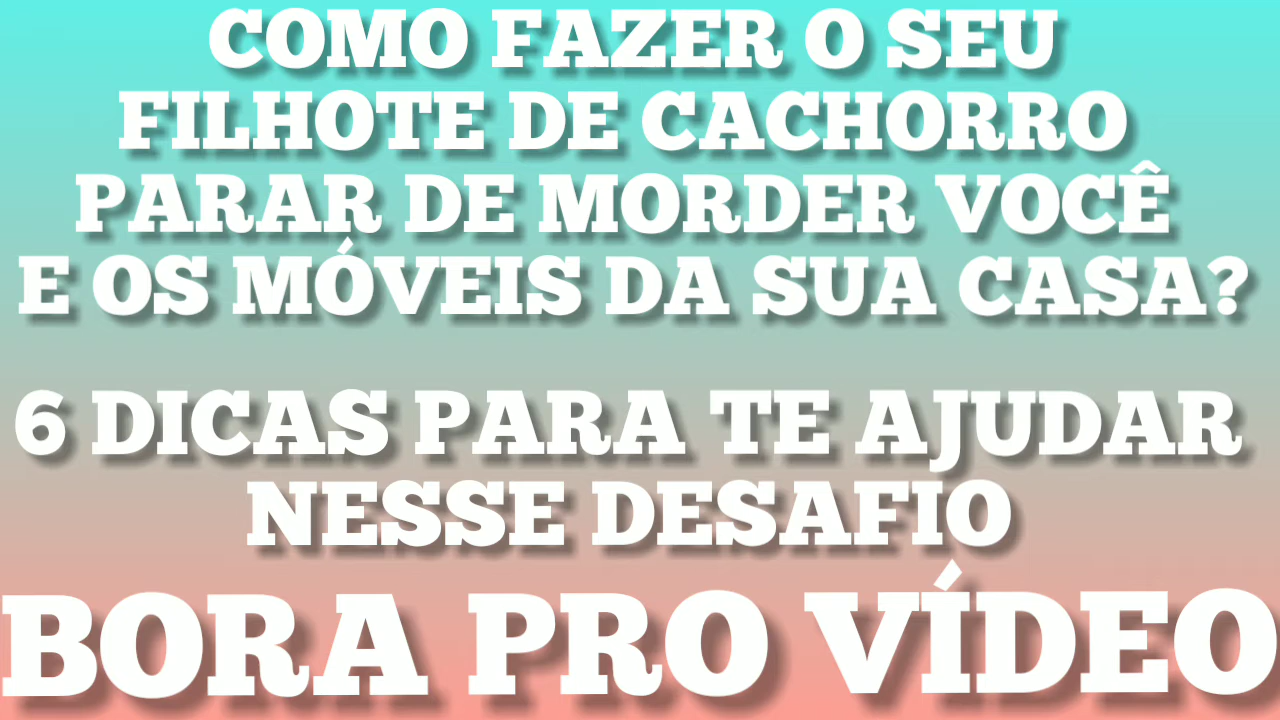 COMO FAZER O SEU
FILHOTE DE CACHORRO
PARAR DE MORDER VOCÊ
E OS MÓVEIS DA SUA CASA?
6 DICAS PARA TE AJUDAR
NESSE DESAFIO
BORA PRO VÍDEO